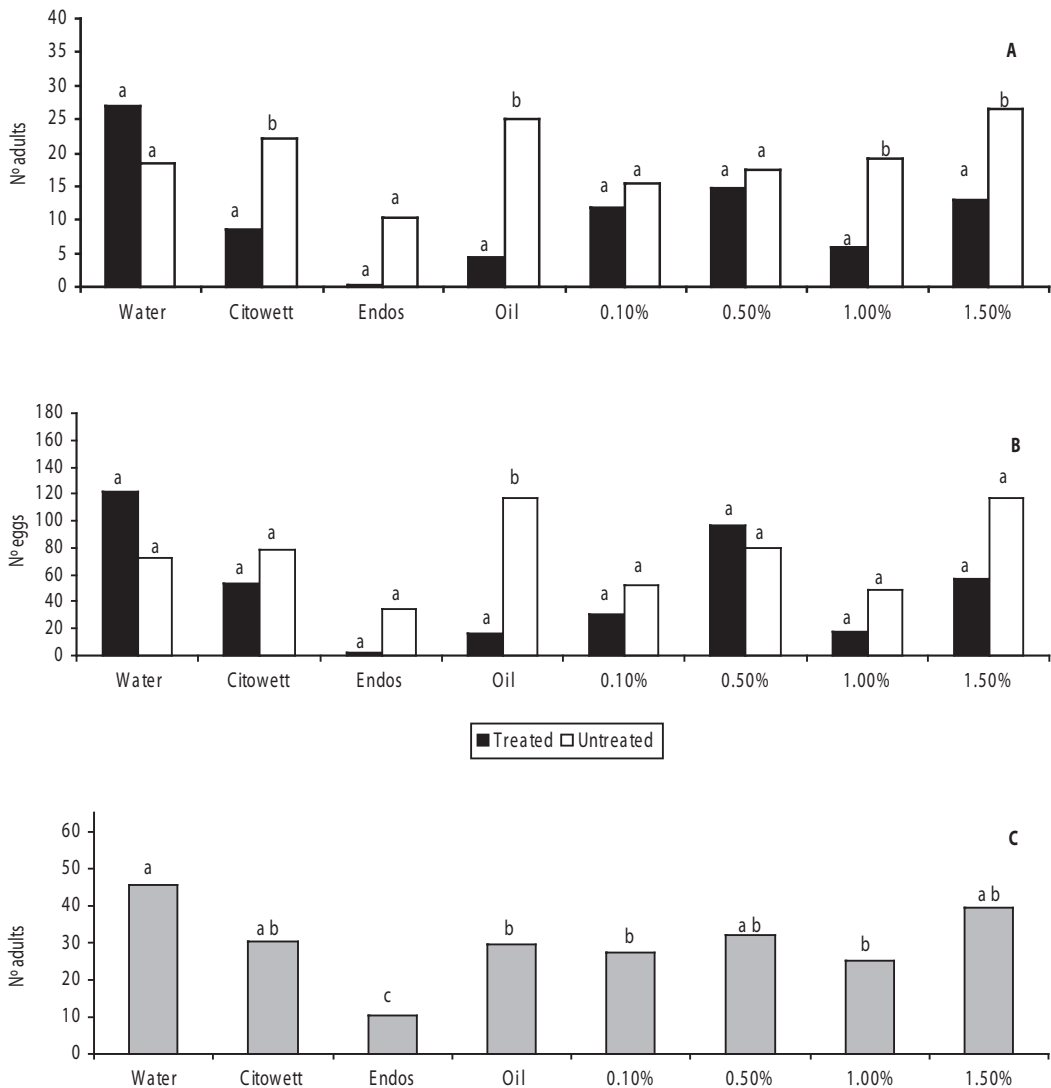 40
35
30
25
20
15
10
5
0
Nº adults
A
a a
a b
a a
a b
a a
a a
a b
a b
Water Citowett Endos Oil 0.10% 0.50% 1.00% 1.50%
180
160
140
120
100
80
60
40
20
0
Nº eggs
B
a a
a a
a a
a b
a a
a a
a a
a a
Water Citowett Endos Oil 0.10% 0.50% 1.00% 1.50%
Treated Untreated
60
50
40
30
20
10
0
Nº adults
C
a
a b
c
b
b
a b
b
a b
Water Citowett Endos Oil 0.10% 0.50% 1.00% 1.50%